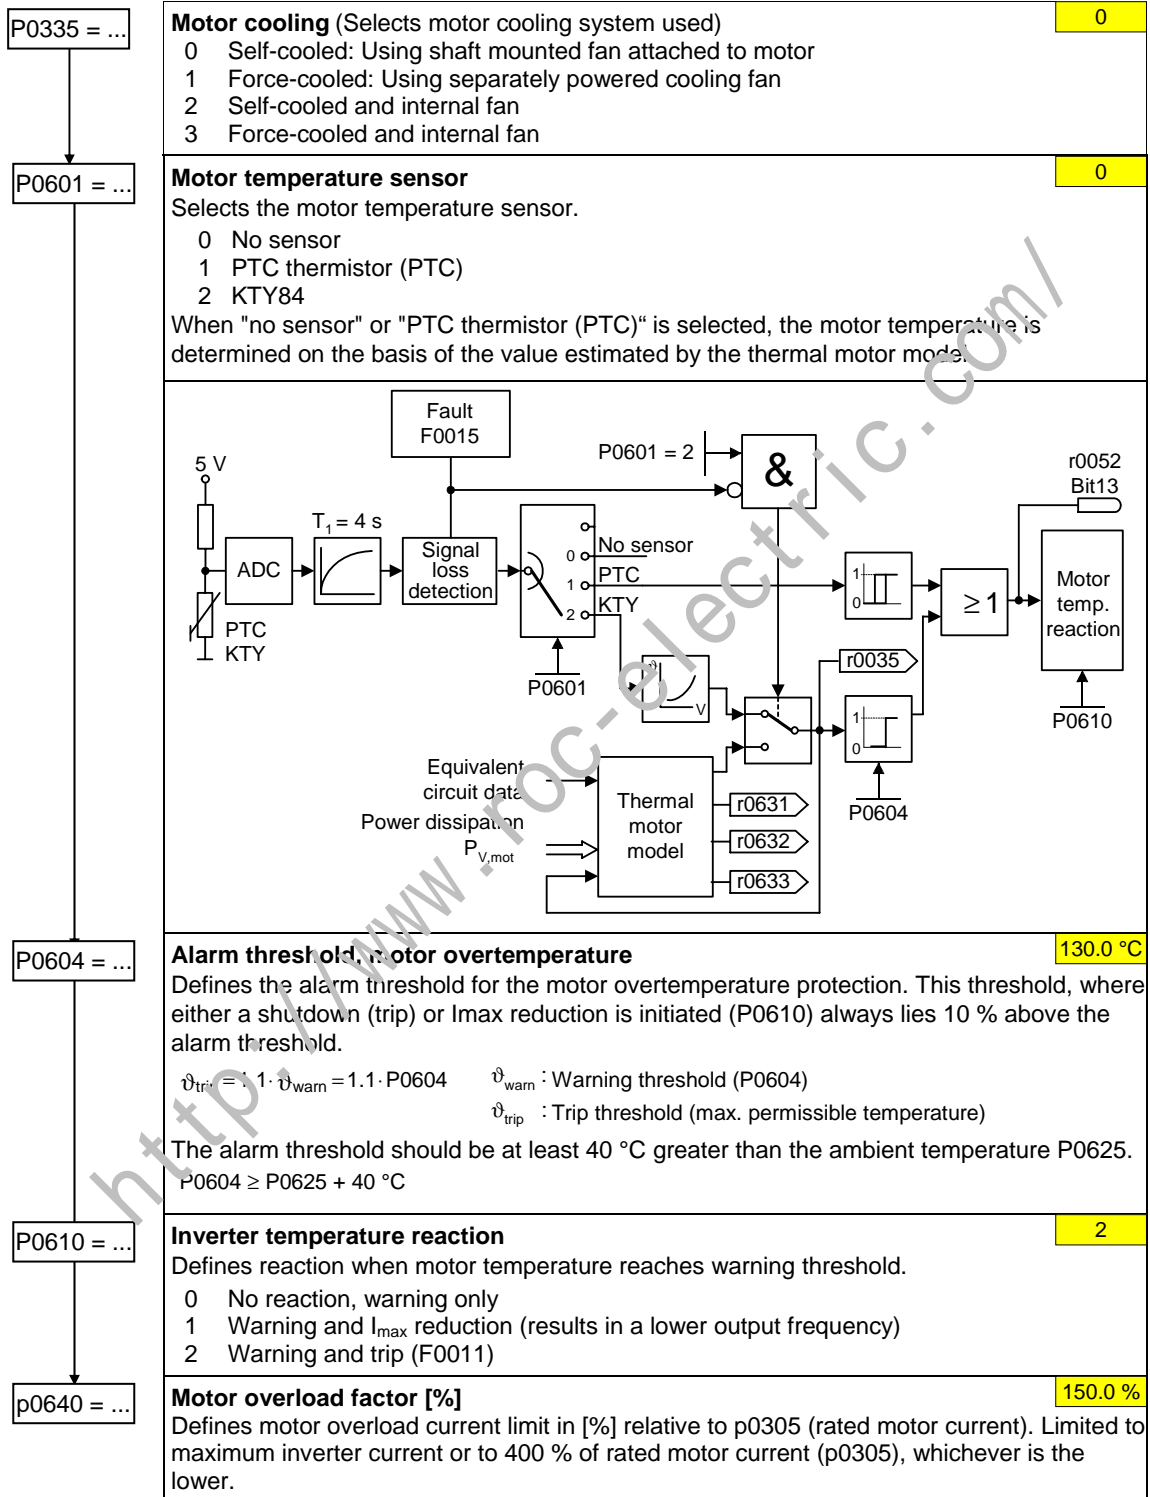 P0335 = ...
Motor cooling (Selects motor cooling system used)
0
0 Self-cooled: Using shaft mounted fan attached to motor
1 Force-cooled: Using separately powered cooling fan
2 Self-cooled and internal fan
3 Force-cooled and internal fan
P0601 = ...
Motor temperature sensor
0
Selects the motor temperature sensor.
0 No sensor
1 PTC thermistor (PTC)
2 KTY84
When "no sensor" or "PTC thermistor (PTC)“ is selected, the motor temperature is
determined on the basis of the value estimated by the thermal motor model.
Fault
F0015
P0601 = 2
&
r0052
Bit13
5 V
T1 = 4 s
ADC
Signal
loss
detection
0
No sensor
1
PTC
2
KTY
PTC
KTY
P0601
1
0
≥1
Motor
temp.
reaction
P0610
ϑ
V
r0035
1
0
P0604
Equivalent
circuit data
Power dissipation
PV,mot
Thermal
motor
model
r0631
r0632
r0633
P0604 = ...
Alarm threshold, motor overtemperature
130.0 °C
Defines the alarm threshold for the motor overtemperature protection. This threshold, where
either a shutdown (trip) or Imax reduction is initiated (P0610) always lies 10 % above the
alarm threshold.
ϑtrip = 1.1 · ϑwarn = 1.1 · P0604
ϑwarn : Warning threshold (P0604)
ϑtrip : Trip threshold (max. permissible temperature)
The alarm threshold should be at least 40 °C greater than the ambient temperature P0625.
P0604 ≥ P0625 + 40 °C
P0610 = ...
Inverter temperature reaction
2
Defines reaction when motor temperature reaches warning threshold.
0 No reaction, warning only
1 Warning and Imax reduction (results in a lower output frequency)
2 Warning and trip (F0011)
p0640 = ...
Motor overload factor [%]
150.0 %
Defines motor overload current limit in [%] relative to p0305 (rated motor current). Limited to
maximum inverter current or to 400 % of rated motor current (p0305), whichever is the
lower.
http://www.roc-electric.com/